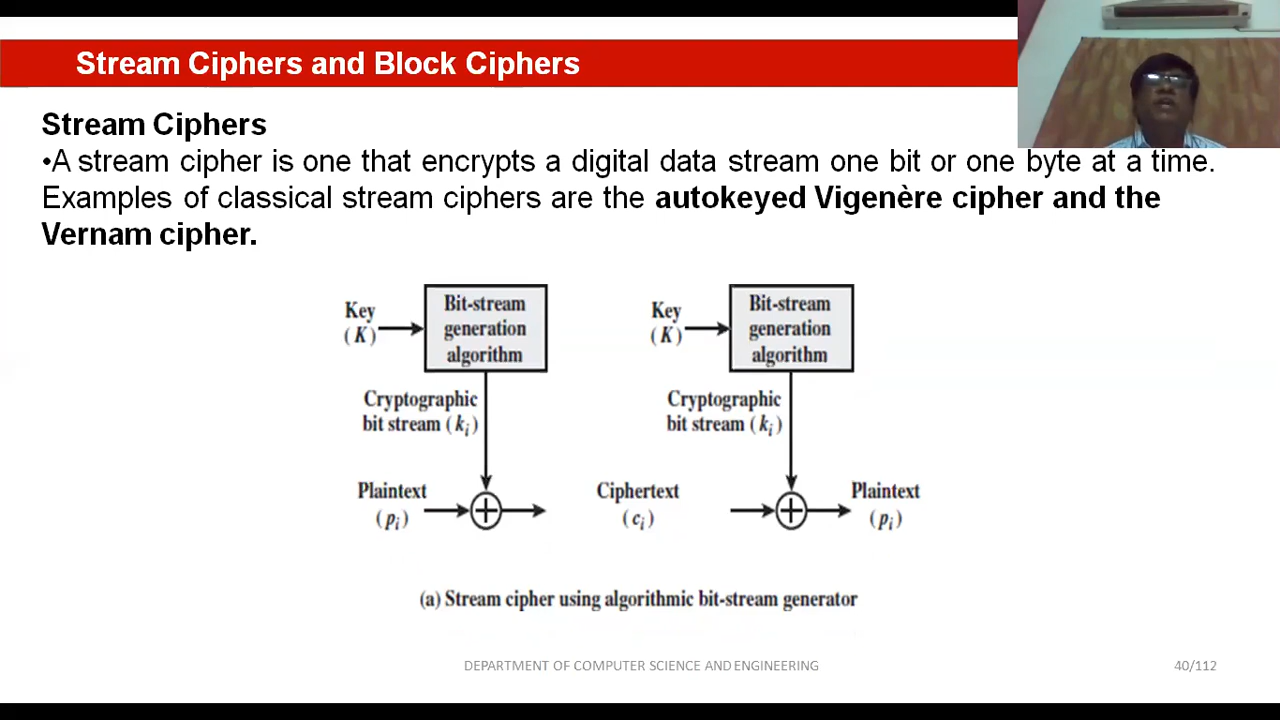 Stream Ciphers and Block Ciphers
Stream Ciphers
•A stream cipher is one that encrypts a digital data stream one bit or one byte at a time.
Examples of classical stream ciphers are the autokeyed Vigenère cipher and the
Vernam cipher.
Key
(K)
Bit-stream
generation
algorithm
Cryptographic
bit stream (ki)
Plaintext
(pi)
Key
(K)
Bit-stream
generation
algorithm
Cryptographic
bit stream (ki)
Ciphertext
(ci)
Plaintext
(pi)
(a) Stream cipher using algorithmic bit-stream generator
DEPARTMENT OF COMPUTER SCIENCE AND ENGINEERING
40/112